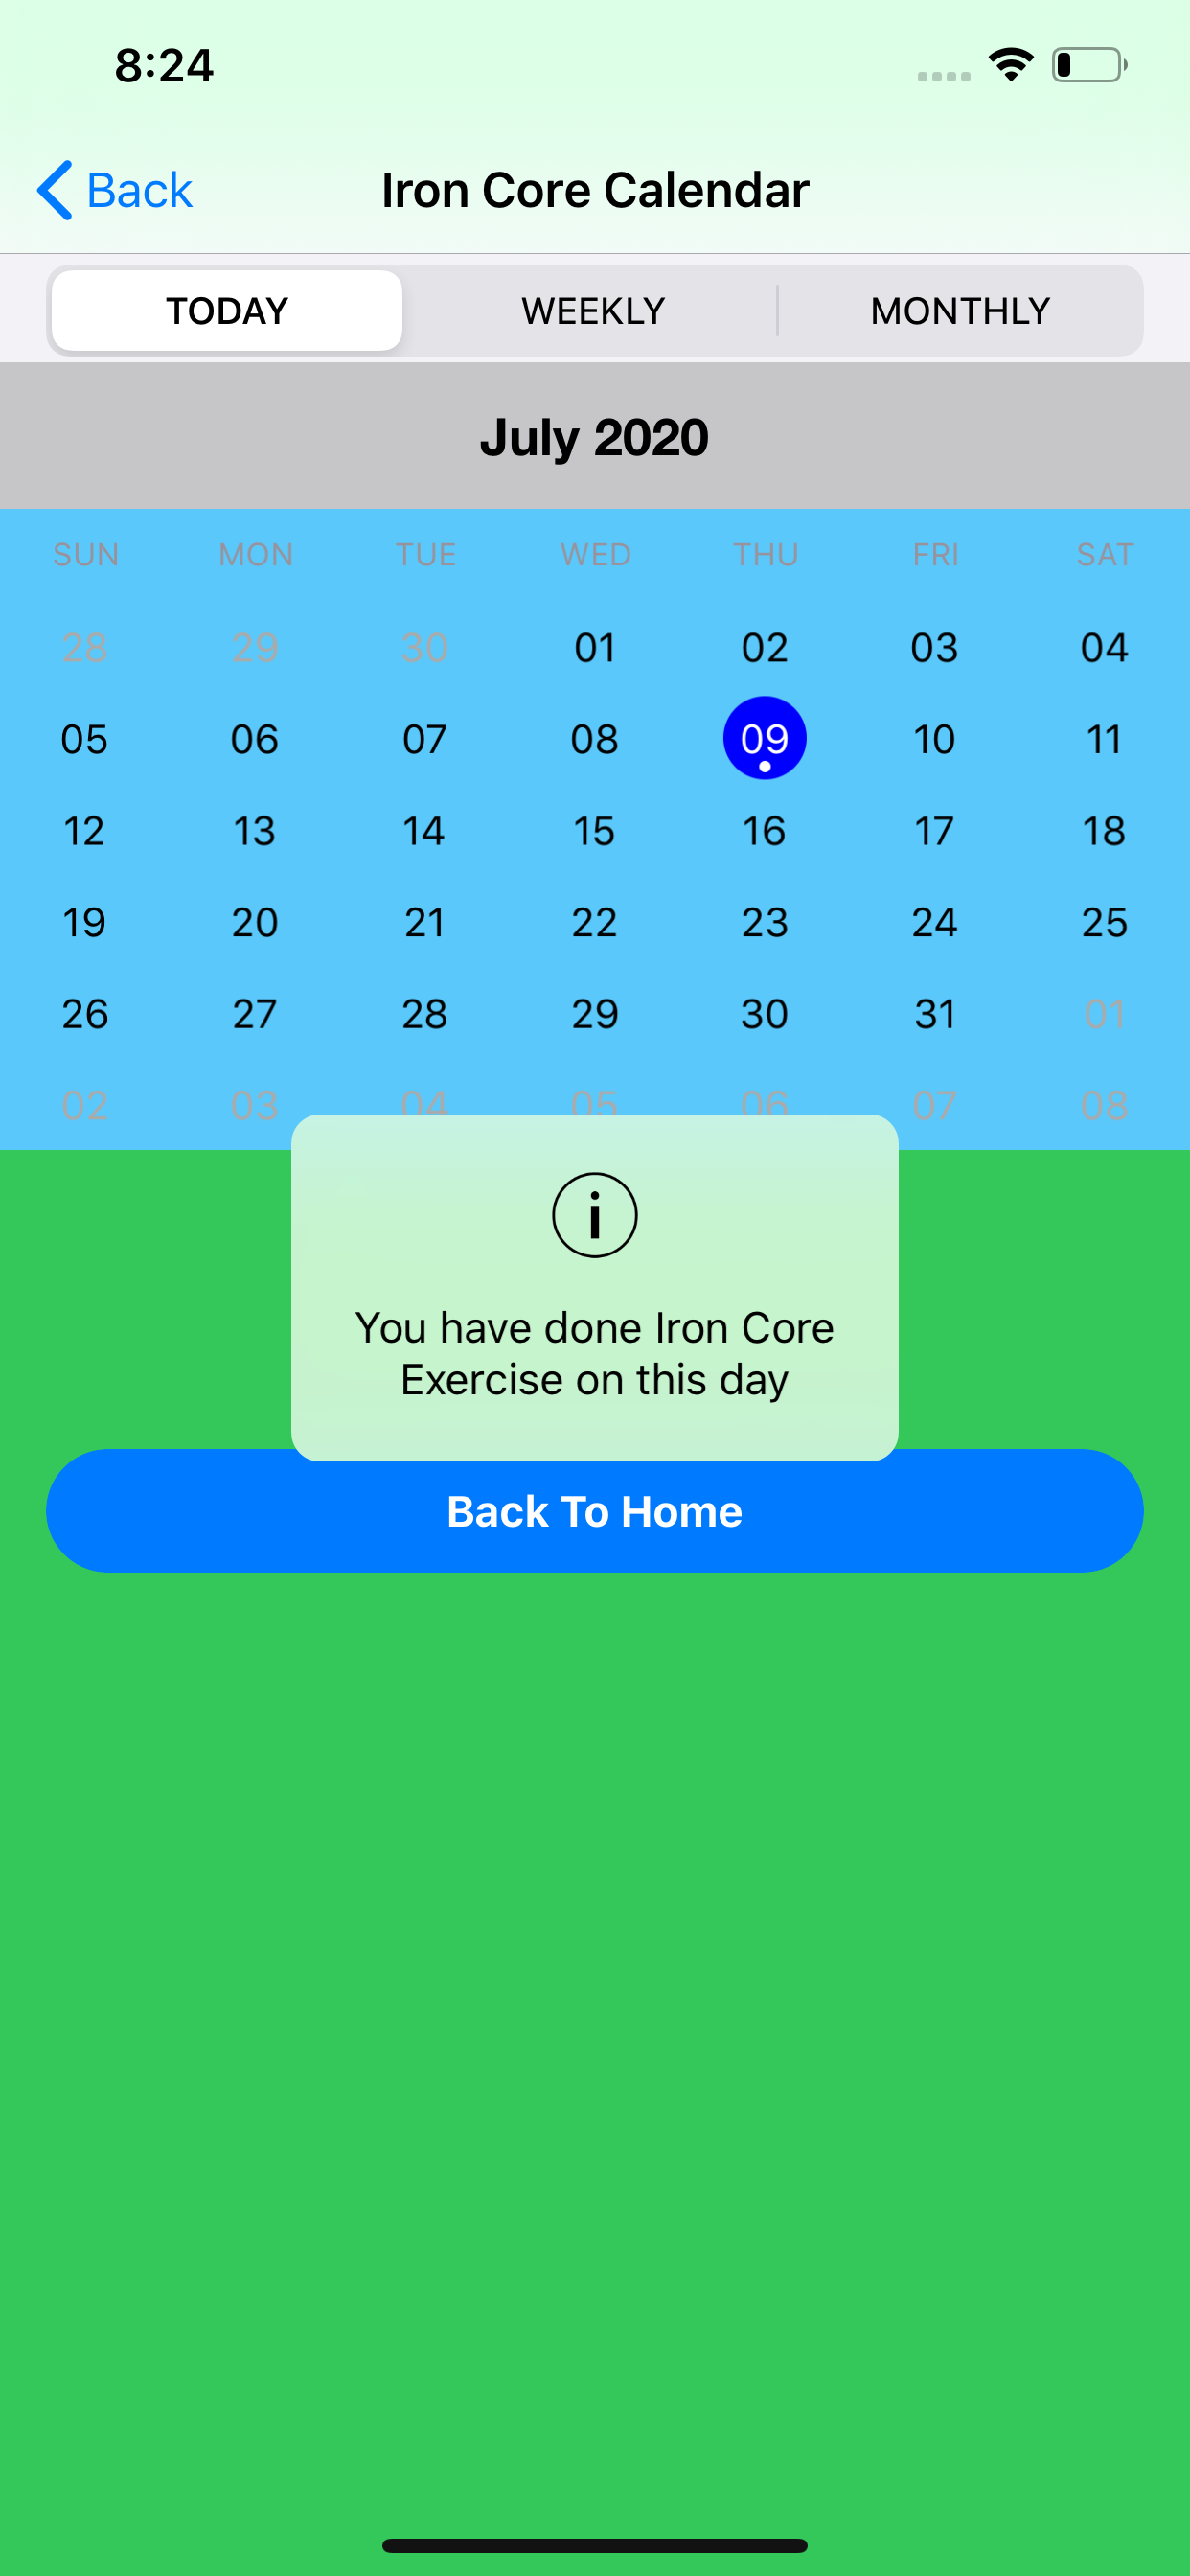 8:24
Back
Iron Core Calendar
TODAY WEEKLY MONTHLY
July 2020
SUN MON TUE WED THU FRI SAT
28 29 30 01 02 03 04
05 06 07 08 09 10 11
12 13 14 15 16 17 18
19 20 21 22 23 24 25
26 27 28 29 30 31 01
02 03 04 05 06 07 08
i
You have done Iron Core
Exercise on this day
Back To Home